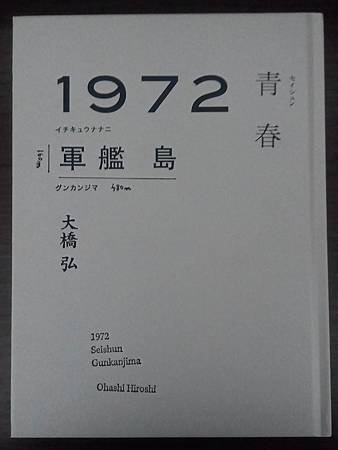 1972
イチキュウナナニ
青春
セイシュン
軍艦島
グンカンジマ
480m
大橋弘
1972
Seishun
Gunkanjima
Ohashi Hiroshi